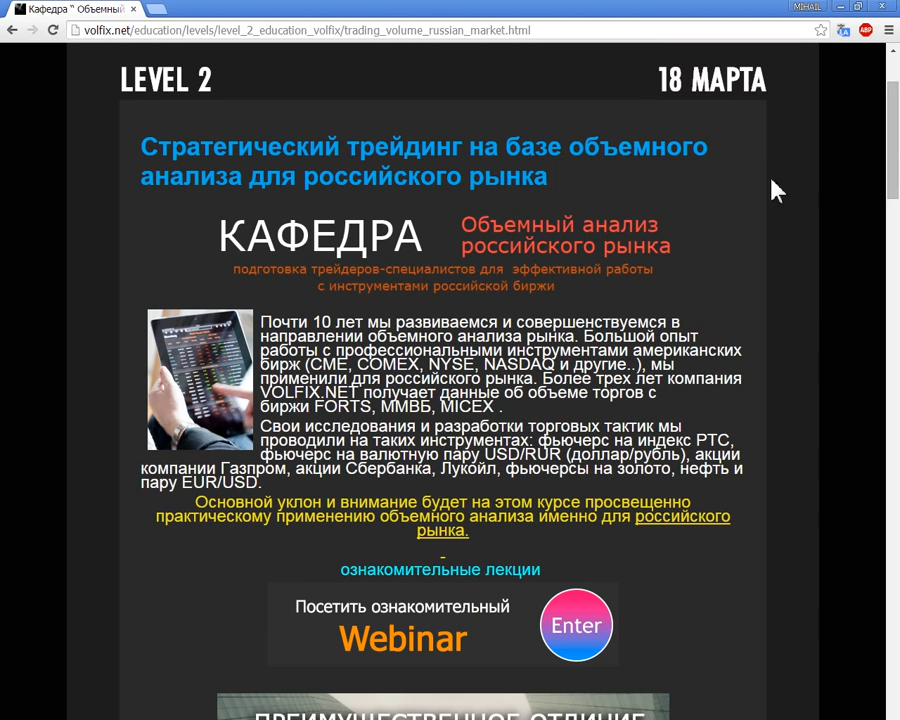 Кафедра " Объемный
MIHAIL
volfix.net/education/levels/level_2_education_volfix/trading_volume_russian_market.html
ABP
LEVEL 2
18 МАРТА
Стратегический трейдинг на базе объемного
анализа для российского рынка
КАФЕДРА
Объемный анализ
российского рынка
подготовка трейдеров-специалистов для эффективной работы
с инструментами российской биржи
Почти 10 лет мы развиваемся и совершенствуемся в
направлении объемного анализа рынка. Большой опыт
работы с профессиональными инструментами американских
бирж (CME, COMEX, NYSE, NASDAQ и другие..), мы
применили для российского рынка. Более трех лет компания
VOLFIX.NET получает данные об объеме торгов с
биржи FORTS, ММВБ, MICEX .
Свои исследования и разработки торговых тактик мы
проводили на таких инструментах: фьючерс на индекс РТС,
фьючерс на валютную пару USD/RUR (доллар/рубль), акции
компании Газпром, акции Сбербанка, Лукойл, фьючерсы на золото, нефть и
пару EUR/USD.
Основной уклон и внимание будет на этом курсе просвещенно
практическому применению объемного анализа именно для российского
рынка.
ознакомительные лекции
Посетить ознакомительный
Webinar
Enter
ПРЕИМУЩЕСТВЕННОЕ ОТЛИЧИЕ